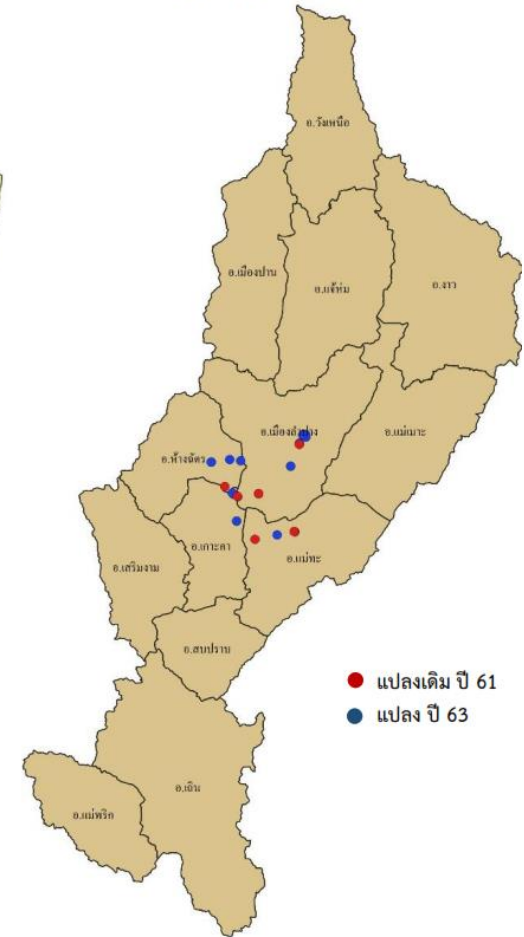 อ.วังเหนือ
อ.เมืองปาน
อ.แจ้ห่ม
อ.งาว
อ.เมืองลำปาง
อ.แม่เมาะ
อ.ห้างฉัตร
อ.เกาะคา
อ.แม่ทะ
อ.เสริมงาม
อ.สบปราบ
แปลงเดิม ปี 61
แปลง ปี 63
อ.เถิน
อ.แม่พริก